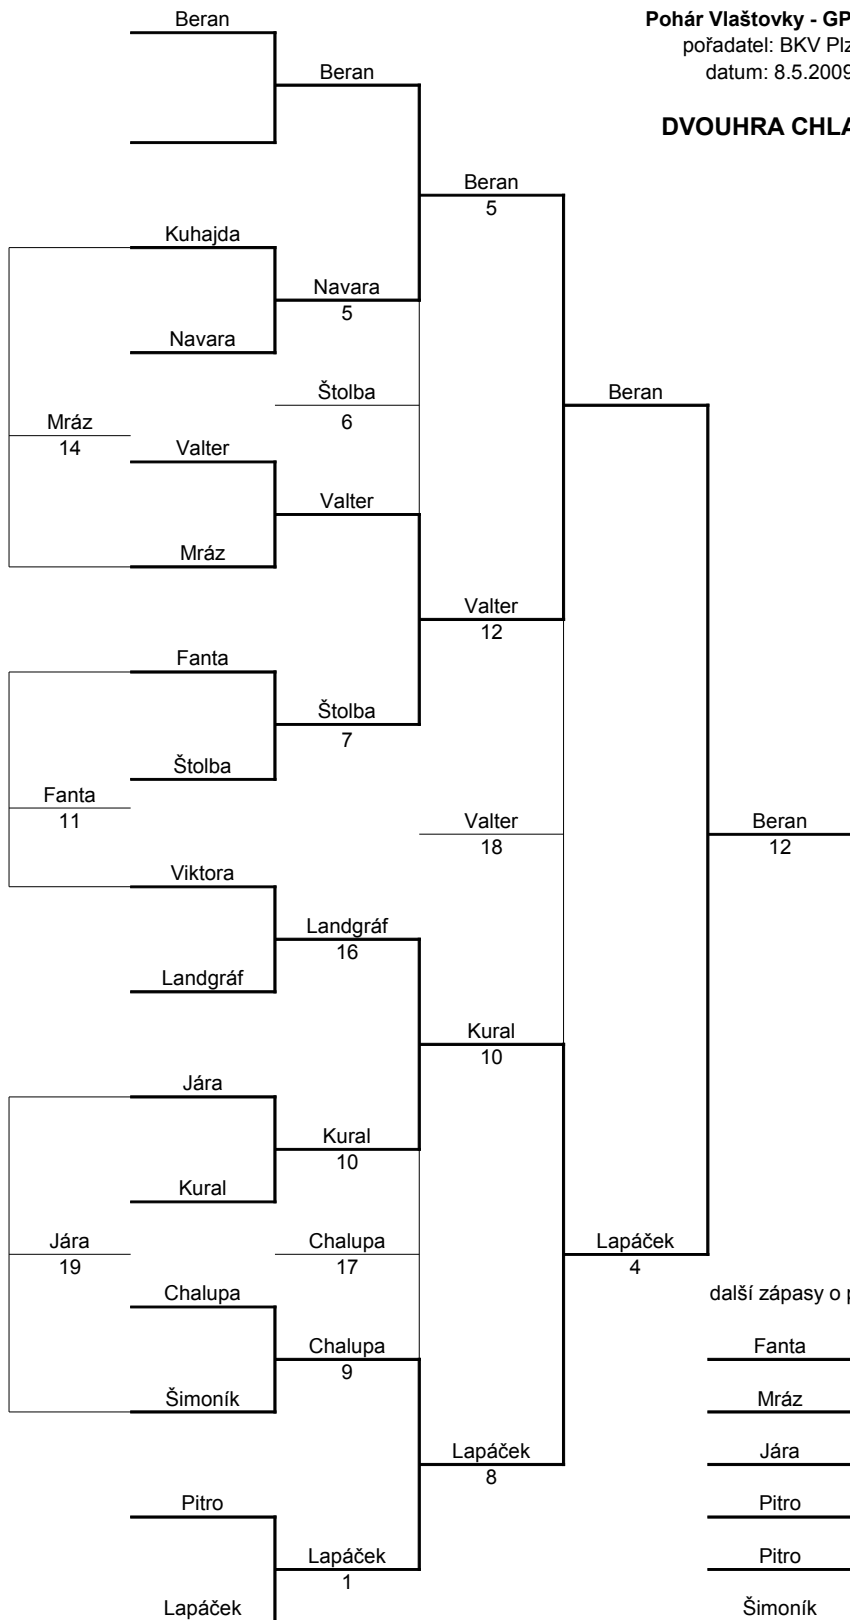 Beran
Pohár Vlaštovky - GP
pořadatel: BKV Plz
datum: 8.5.2009
Beran
DVOUHRA CHLA
Beran
5
Kuhajda
Navara
5
Navara
Štolba
6
Beran
Mráz
14
Valter
Valter
Mráz
Valter
12
Fanta
Štolba
7
Štolba
Fanta
11
Valter
18
Beran
12
Viktora
Landgráf
16
Landgráf
Kural
10
Jára
Kural
10
Kural
Jára
19
Chalupa
17
Lapáček
4
Chalupa
další zápasy o p
Chalupa
9
Fanta
Šimoník
Mráz
Lapáček
8
Jára
Pitro
Pitro
Lapáček
1
Pitro
Lapáček
Šimoník